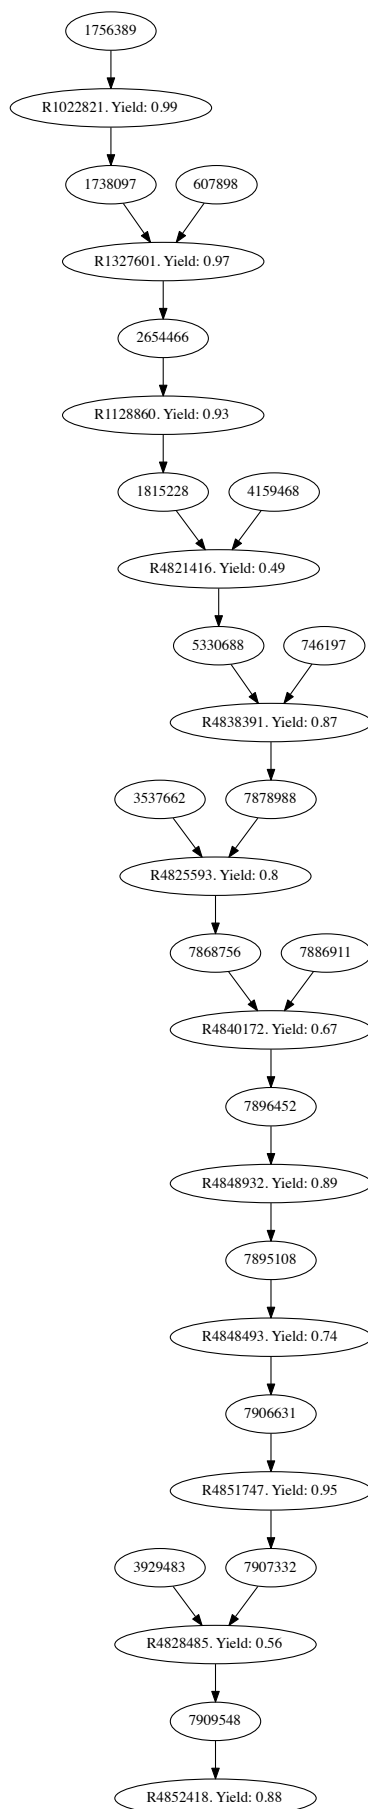 1756389
R1022821. Yield: 0.99
1738097 607898
R1327601. Yield: 0.97
2654466
R1128860. Yield: 0.93
1815228 4159468
R4821416. Yield: 0.49
5330688 746197
R4838391. Yield: 0.87
3537662 7878988
R4825593. Yield: 0.8
7868756 7886911
R4840172. Yield: 0.67
7896452
R4848932. Yield: 0.89
7895108
R4848493. Yield: 0.74
7906631
R4851747. Yield: 0.95
3929483 7907332
R4828485. Yield: 0.56
7909548
R4852418. Yield: 0.88